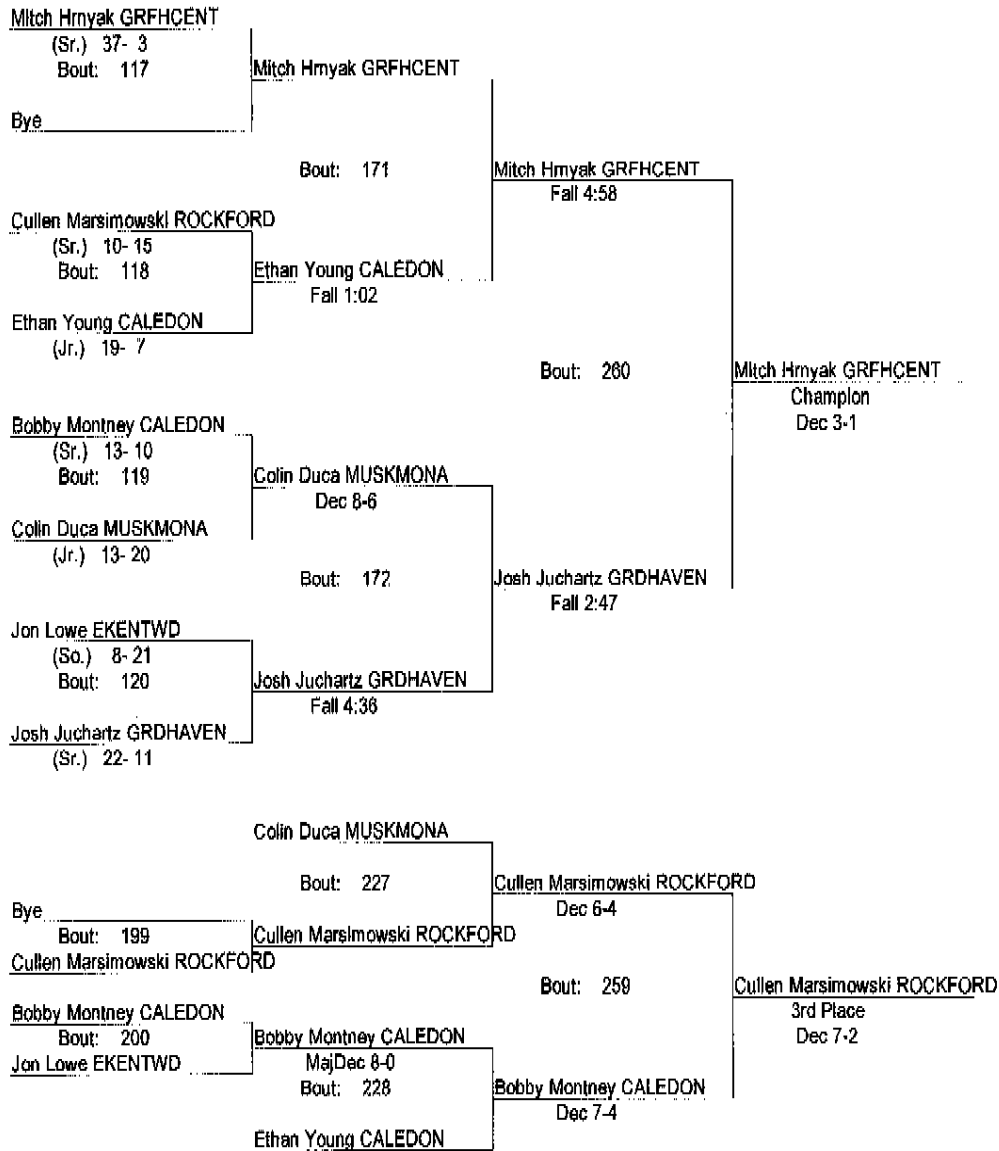 Mitch Hrnyak GRFHCENT
(Sr.) 37- 3
Bout: 117
Mitch Hrnyak GRFHCENT
Bye
Bout: 171
Mitch Hrnyak GRFHCENT
Fall 4:58
Cullen Marsimowski ROCKFORD
(Sr.) 10- 15
Bout: 118
Ethan Young CALEDON
Fall 1:02
Ethan Young CALEDON
(Jr.) 19- 7
Bout: 260
Mitch Hrnyak GRFHCENT
Champion
Dec 3-1
Bobby Montney CALEDON
(Sr.) 13- 10
Bout: 119
Colin Duca MUSKMONA
Dec 8-6
Colin Duca MUSKMONA
(Jr.) 13- 20
Bout: 172
Josh Juchartz GRDHAVEN
Fall 2:47
Jon Lowe EKENTWD
(So.) 8- 21
Bout: 120
Josh Juchartz GRDHAVEN
Fall 4:36
Josh Juchartz GRDHAVEN
(Sr.) 22- 11
Colin Duca MUSKMONA
Bout: 227
Cullen Marsimowski ROCKFORD
Dec 6-4
Bye
Bout: 199
Cullen Marsimowski ROCKFORD
Cullen Marsimowski ROCKFORD
Bout: 259
Cullen Marsimowski ROCKFORD
3rd Place
Dec 7-2
Bobby Montney CALEDON
Bout: 200
Jon Lowe EKENTWD
Bobby Montney CALEDON
MajDec 8-0
Bout: 228
Bobby Montney CALEDON
Dec 7-4
Ethan Young CALEDON